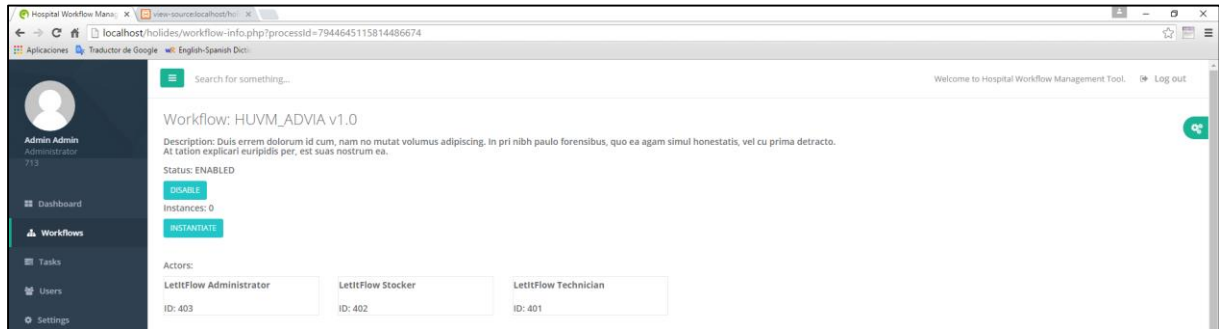 Hospital Workflow Mana
view-source:localhost/hol
localhost/holides/workflow-info.php?processId=7944645115814486674
Aplicaciones Traductor de Google English-Spanish Dicti
Search for something...
Welcome to Hospital Workflow Management Tool. Log out
Admin Admin
Administrator
713
Dashboard
Workflows
Tasks
Users
Settings
Workflow: HUVM_ADVIA v1.0
Description: Duis errem dolorum id cum, nam no mutat volumus adipiscing. In pri nibh paulo forensibus, quo ea agam simul honestatis, vel cu prima detracto.
At tation explicari euripidis per, est suas nostrum ea.
Status: ENABLED
DISABLE
Instances: 0
INSTANTIATE
Actors:
LetItFlow Administrator LetItFlow Stocker LetItFlow Technician
ID: 403 ID: 402 ID: 401